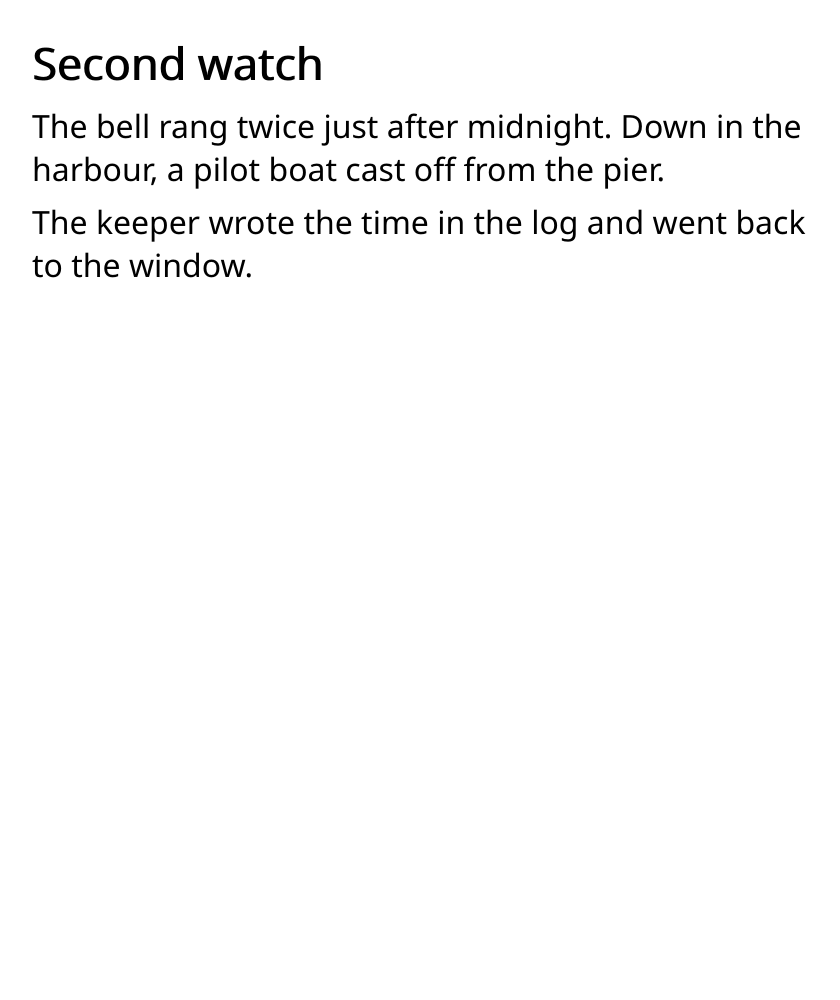 Second watch
The bell rang twice just after midnight. Down in the
harbour, a pilot boat cast off from the pier.
The keeper wrote the time in the log and went back
to the window.